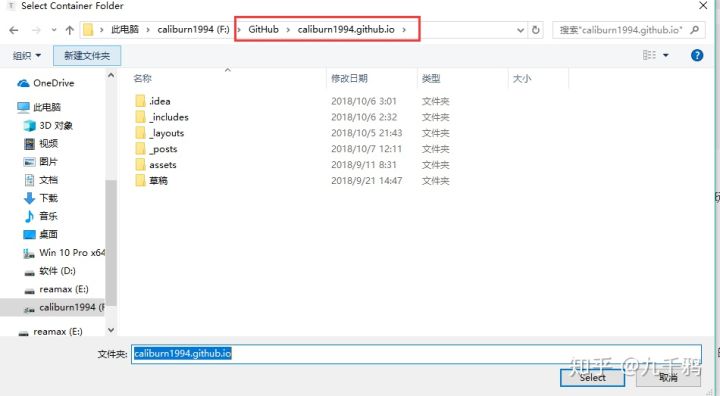 Select Container Folder
此电脑 › caliburn1994 (F:) › GitHub › caliburn1994.github.io ›
搜索"caliburn1994.github.io"
组织 新建文件夹
名称 修改日期 类型 大小
OneDrive
此电脑
3D 对象
视频
图片
文档
下载
音乐
桌面
Win 10 Pro x64
软件 (D:)
reamax (E:)
caliburn1994 (F
reamax (E:)
.idea 2018/10/6 3:01 文件夹
_includes 2018/10/6 2:32 文件夹
_layouts 2018/10/5 21:43 文件夹
_posts 2018/10/7 12:11 文件夹
assets 2018/9/11 8:31 文件夹
草稿 2018/9/21 14:47 文件夹
文件夹: caliburn1994.github.io
知乎 @九千鸦
Select 取消